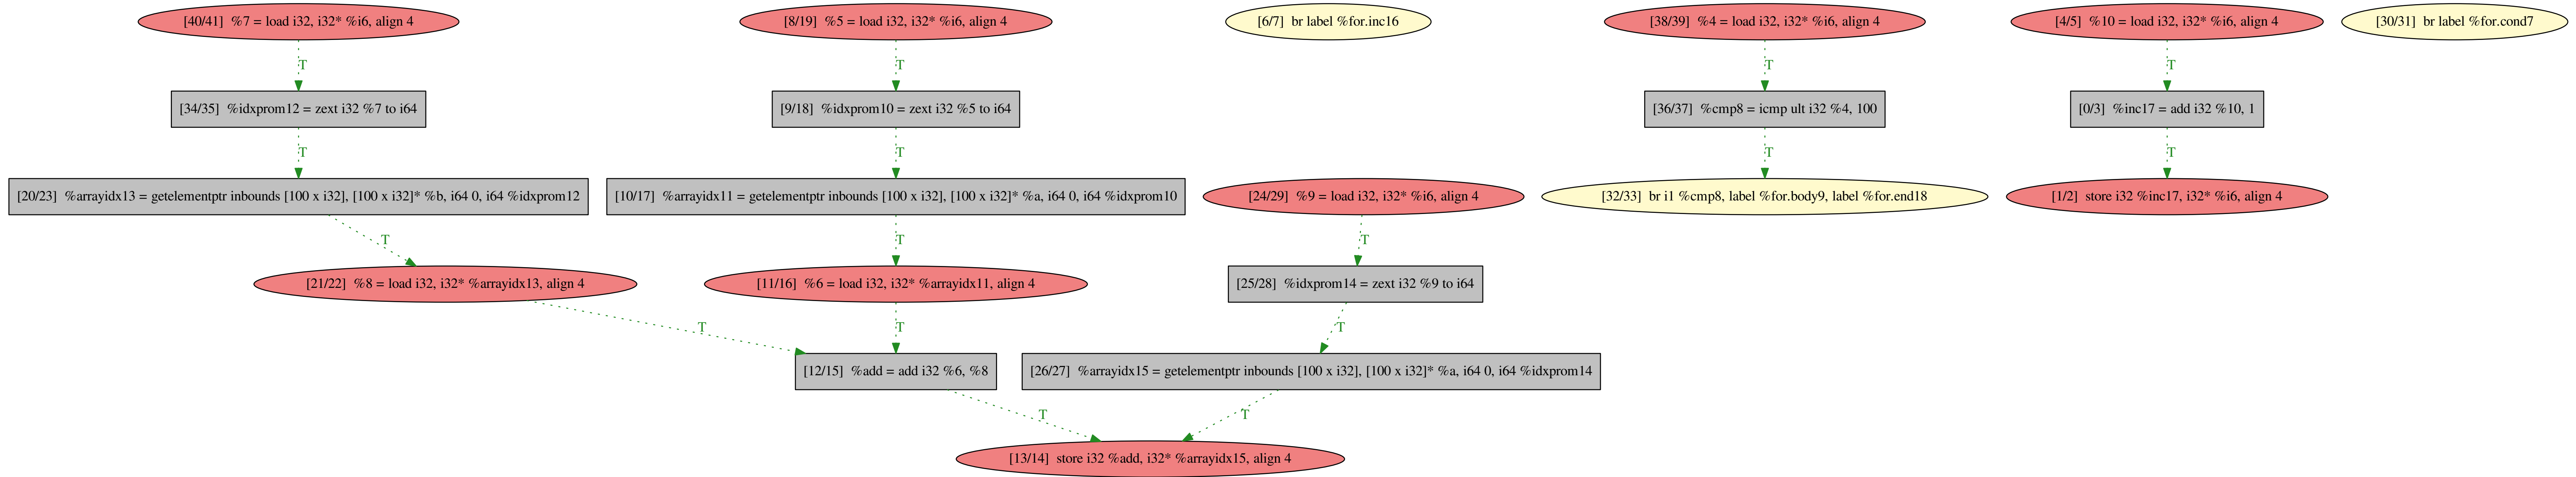 [40/41] %7 = load i32, i32* %i6, align 4
[8/19] %5 = load i32, i32* %i6, align 4
[6/7] br label %for.inc16
[38/39] %4 = load i32, i32* %i6, align 4
[4/5] %10 = load i32, i32* %i6, align 4
[30/31] br label %for.cond7
T
T
T
T
[34/35] %idxprom12 = zext i32 %7 to i64
[9/18] %idxprom10 = zext i32 %5 to i64
[36/37] %cmp8 = icmp ult i32 %4, 100
[0/3] %inc17 = add i32 %10, 1
T
T
T
T
[20/23] %arrayidx13 = getelementptr inbounds [100 x i32], [100 x i32]* %b, i64 0, i64 %idxprom12
[10/17] %arrayidx11 = getelementptr inbounds [100 x i32], [100 x i32]* %a, i64 0, i64 %idxprom10
[24/29] %9 = load i32, i32* %i6, align 4
[32/33] br i1 %cmp8, label %for.body9, label %for.end18
[1/2] store i32 %inc17, i32* %i6, align 4
T
T
T
[21/22] %8 = load i32, i32* %arrayidx13, align 4
[11/16] %6 = load i32, i32* %arrayidx11, align 4
[25/28] %idxprom14 = zext i32 %9 to i64
T
T
T
[12/15] %add = add i32 %6, %8
[26/27] %arrayidx15 = getelementptr inbounds [100 x i32], [100 x i32]* %a, i64 0, i64 %idxprom14
T
T
[13/14] store i32 %add, i32* %arrayidx15, align 4